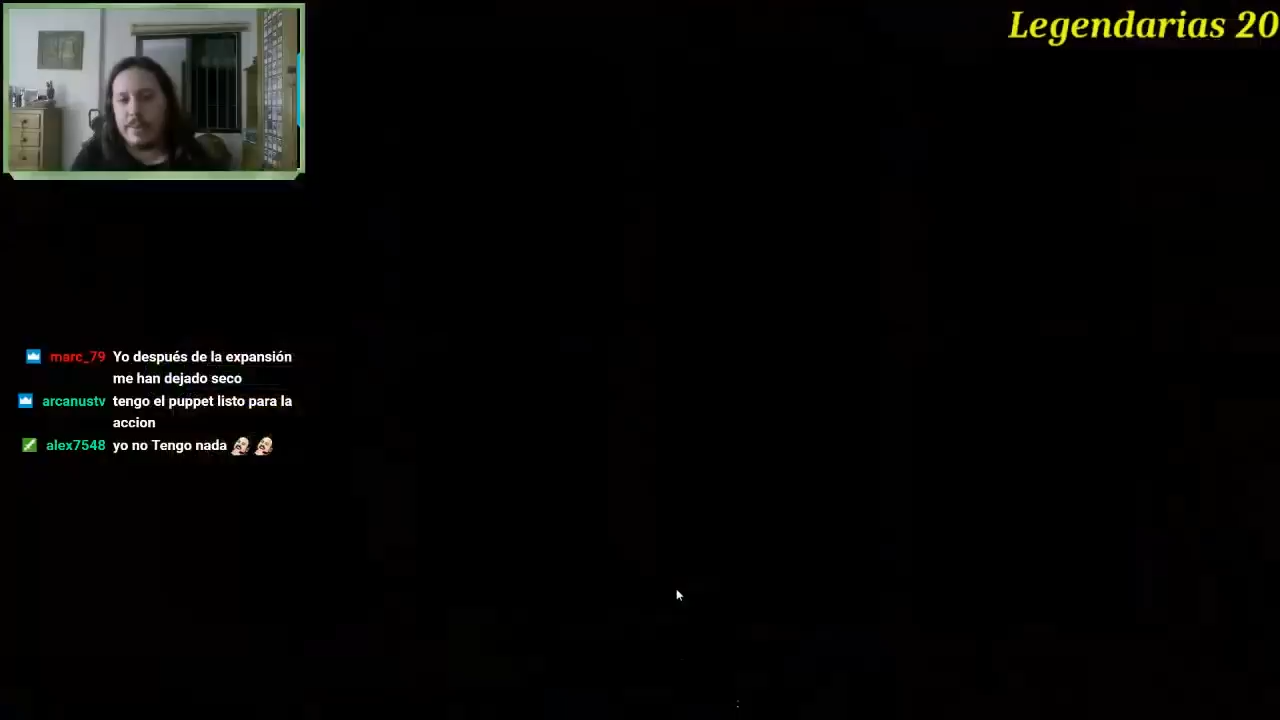 Legendarias 20
marc_79 Yo después de la expansión
me han dejado seco
arcanustv tengo el puppet listo para la
accion
alex7548 yo no Tengo nada